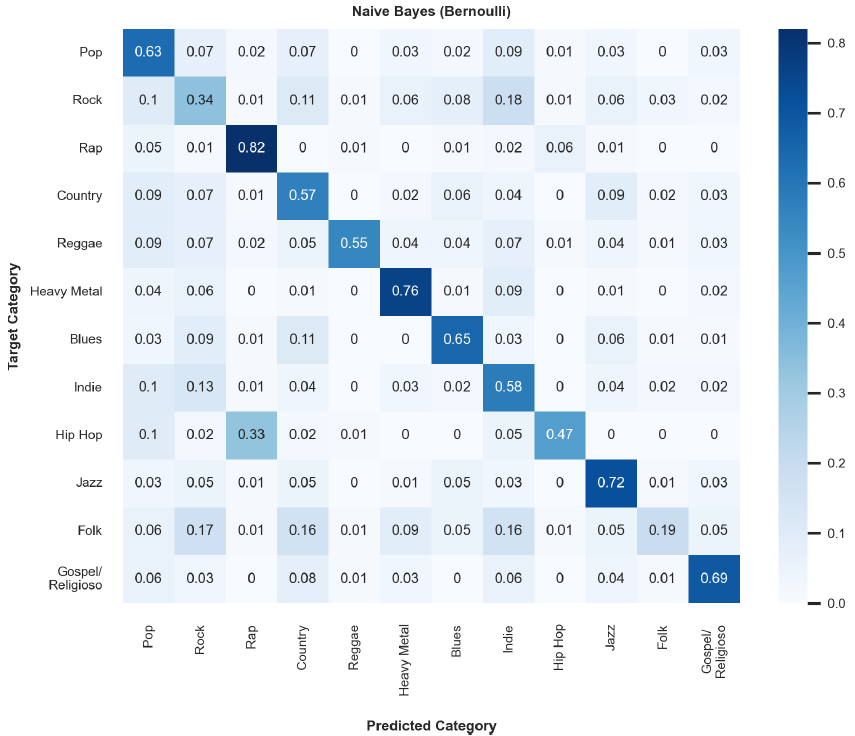 Naive Bayes (Bernoulli)
Pop 0.63 0.07 0.02 0.07 0 0.03 0.02 0.09 0.01 0.03 0 0.03
Rock 0.1 0.34 0.01 0.11 0.01 0.06 0.08 0.18 0.01 0.06 0.03 0.02
Rap 0.05 0.01 0.82 0 0.01 0 0.01 0.02 0.06 0.01 0 0
Country 0.09 0.07 0.01 0.57 0 0.02 0.06 0.04 0 0.09 0.02 0.03
Reggae 0.09 0.07 0.02 0.05 0.55 0.04 0.04 0.07 0.01 0.04 0.01 0.03
Heavy Metal 0.04 0.06 0 0.01 0 0.76 0.01 0.09 0 0.01 0 0.02
Blues 0.03 0.09 0.01 0.11 0 0 0.65 0.03 0 0.06 0.01 0.01
Indie 0.1 0.13 0.01 0.04 0 0.03 0.02 0.58 0 0.04 0.02 0.02
Hip Hop 0.1 0.02 0.33 0.02 0.01 0 0 0.05 0.47 0 0 0
Jazz 0.03 0.05 0.01 0.05 0 0.01 0.05 0.03 0 0.72 0.01 0.03
Folk 0.06 0.17 0.01 0.16 0.01 0.09 0.05 0.16 0.01 0.05 0.19 0.05
Gospel/
Religioso 0.06 0.03 0 0.08 0.01 0.03 0 0.06 0 0.04 0.01 0.69
Target Category
Pop
Rock
Rap
Country
Reggae
Heavy Metal
Blues
Indie
Hip Hop
Jazz
Folk
Gospel/
Religioso
Predicted Category
0.8
0.7
0.6
0.5
0.4
0.3
0.2
0.1
0.0